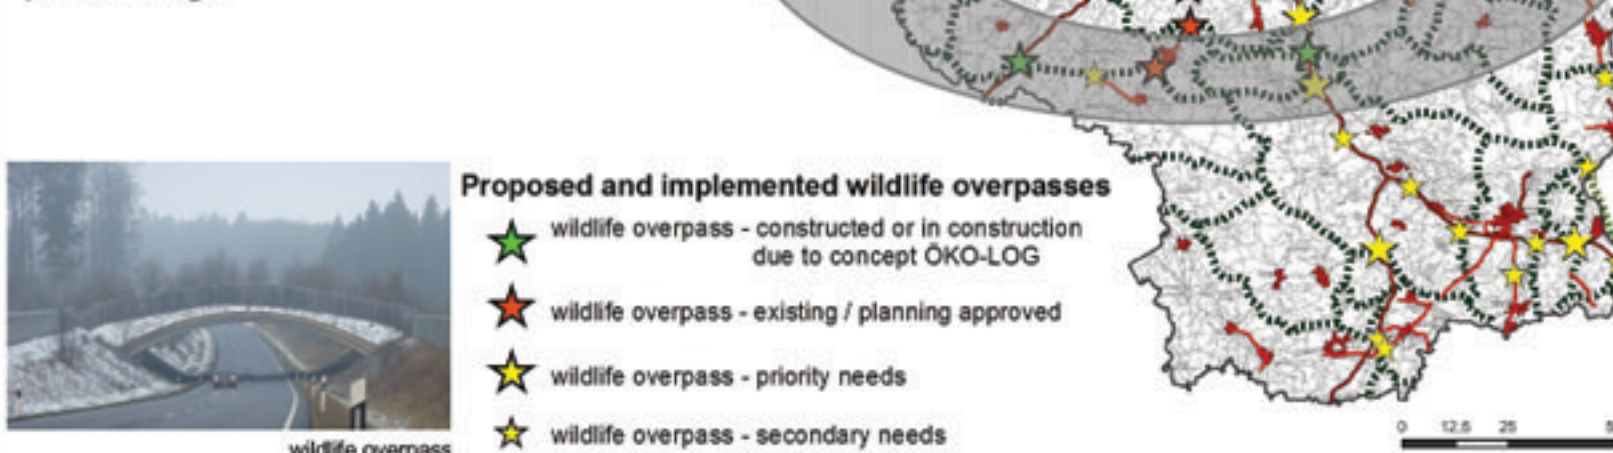 Proposed and implemented wildlife overpasses
wildlife overpass - constructed or in construction
due to concept ÖKO-LOG
wildlife overpass - existing / planning approved
wildlife overpass - priority needs
wildlife overpass - secondary needs
wildlife overpass
0 12.5 25